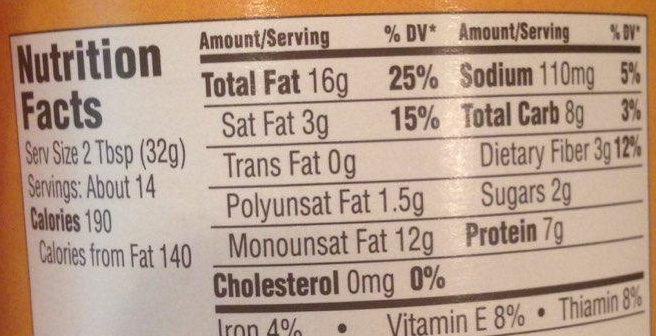 Nutrition
Facts
Serv Size 2 Tbsp (32g)
Servings: About 14
Calories 190
Calories from Fat 140
Amount/Serving % DV*
Total Fat 16g 25%
Sat Fat 3g 15%
Trans Fat 0g
Polyunsat Fat 1.5g
Monounsat Fat 12g
Cholesterol 0mg 0%
Amount/Serving % DV*
Sodium 110mg 5%
Total Carb 8g 3%
Dietary Fiber 3g 12%
Sugars 2g
Protein 7g
Iron 4% • Vitamin E 8% • Thiamin 8%